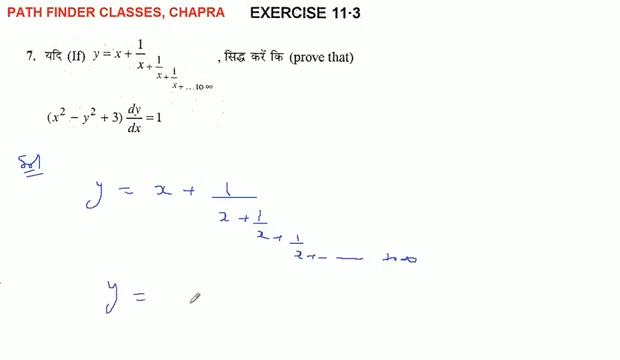 PATH FINDER CLASSES, CHAPRA EXERCISE 11·3
7. यदि (If) y = x + 1/(x + 1/(x + 1/(x + ... to ∞))) , सिद्ध करें कि (prove that)
(x² − y² + 3) dy/dx = 1
Sol
y = x + 1/(x + 1/(x + 1/(x + - — to ∞)))
y =